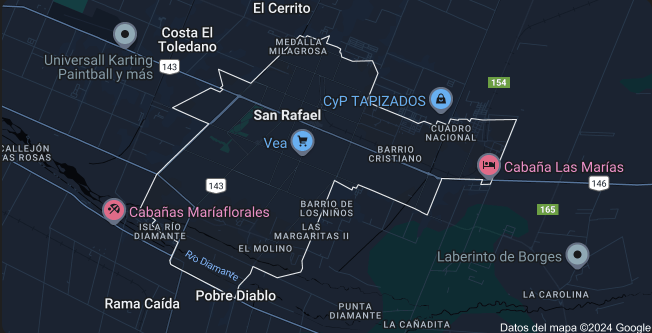 El Cerrito
Costa El
Toledano
MEDALLA
MILAGROSA
Universall Karting
Paintball y más
143
154
CyP TAPIZADOS
San Rafael
CUADRO
NACIONAL
Vea
BARRIO
CRISTIANO
CALLEJÓN
AS ROSAS
Cabaña Las Marías
143
146
BARRIO DE
LOS NIÑOS
165
Cabañas Maríaflorales
ISLA RÍO
DIAMANTE
LAS
MARGARITAS II
EL MOLINO
Laberinto de Borges
Río Diamante
Pobre Diablo
LA CAROLINA
Rama Caída
PUNTA
DIAMANTE
LA CAÑADITA
Datos del mapa ©2024 Google